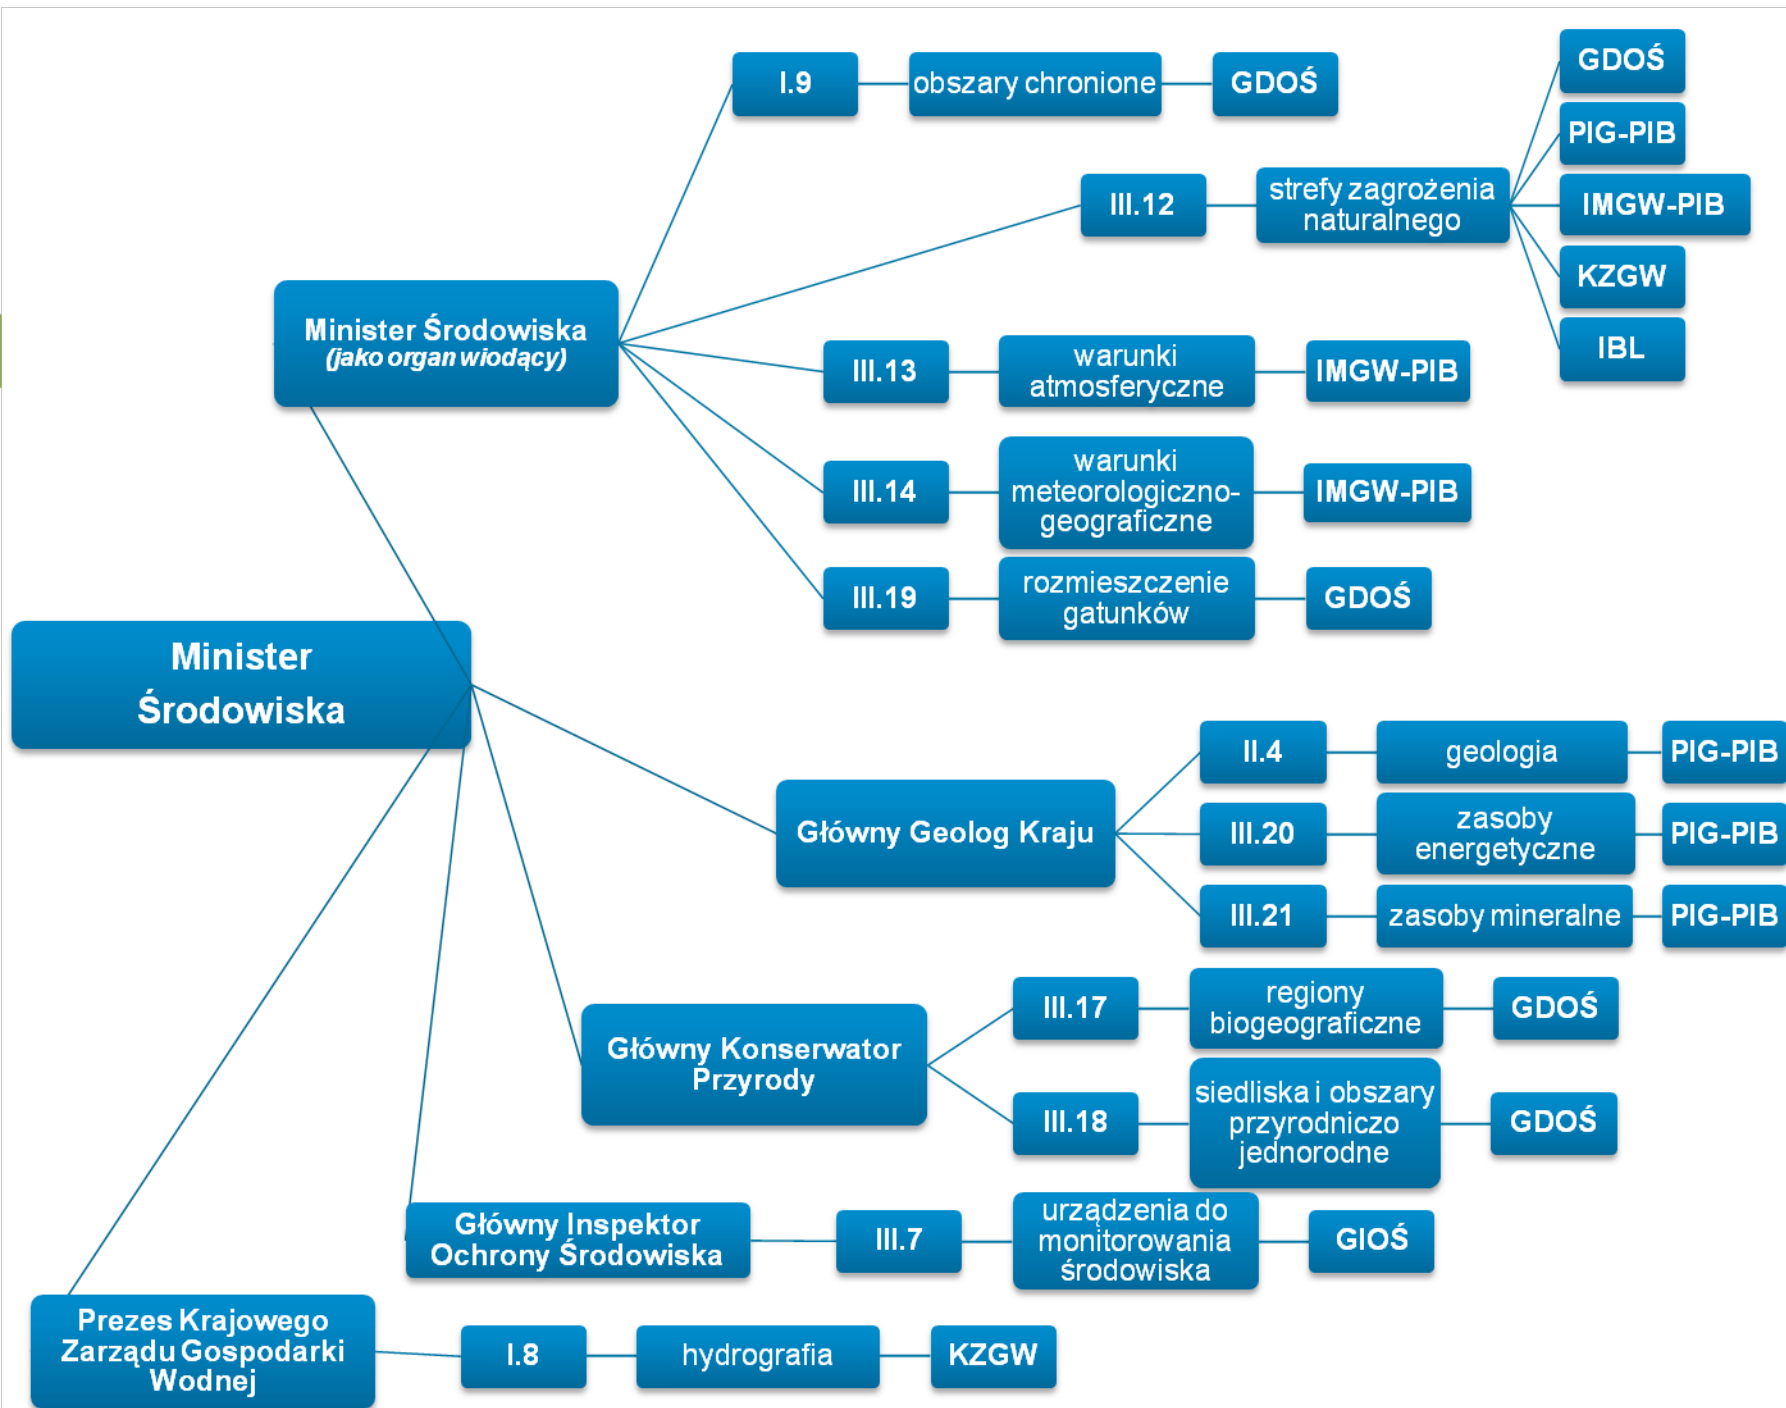 I.9
obszary chronione
GDOŚ
III.12
strefy zagrożenia
naturalnego
GDOŚ
PIG-PIB
IMGW-PIB
KZGW
IBL
Minister Środowiska
(jako organ wiodący)
III.13
warunki
atmosferyczne
IMGW-PIB
III.14
warunki
meteorologiczno-
geograficzne
IMGW-PIB
III.19
rozmieszczenie
gatunków
GDOŚ
Minister
Środowiska
Główny Geolog Kraju
II.4
geologia
PIG-PIB
III.20
zasoby
energetyczne
PIG-PIB
III.21
zasoby mineralne
PIG-PIB
Główny Konserwator
Przyrody
III.17
regiony
biogeograficzne
GDOŚ
III.18
siedliska i obszary
przyrodniczo
jednorodne
GDOŚ
Główny Inspektor
Ochrony Środowiska
III.7
urządzenia do
monitorowania
środowiska
GIOŚ
Prezes Krajowego
Zarządu Gospodarki
Wodnej
I.8
hydrografia
KZGW